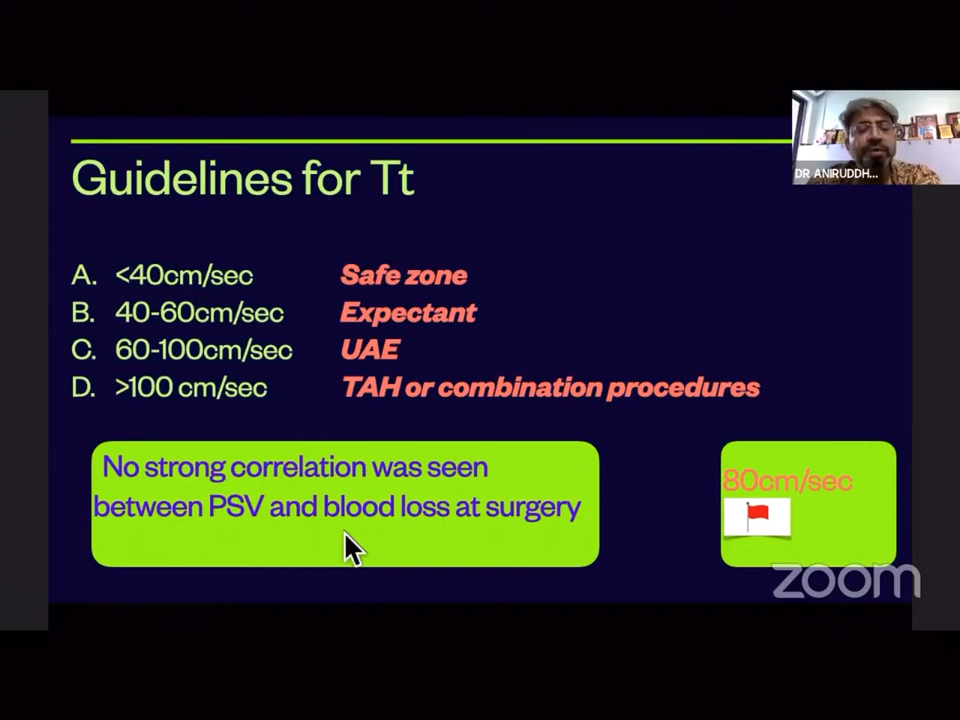 Guidelines for Tt
A. <40cm/sec Safe zone
B. 40-60cm/sec Expectant
C. 60-100cm/sec UAE
D. >100 cm/sec TAH or combination procedures
No strong correlation was seen
between PSV and blood loss at surgery
80cm/sec
DR ANIRUDDH...
zoom